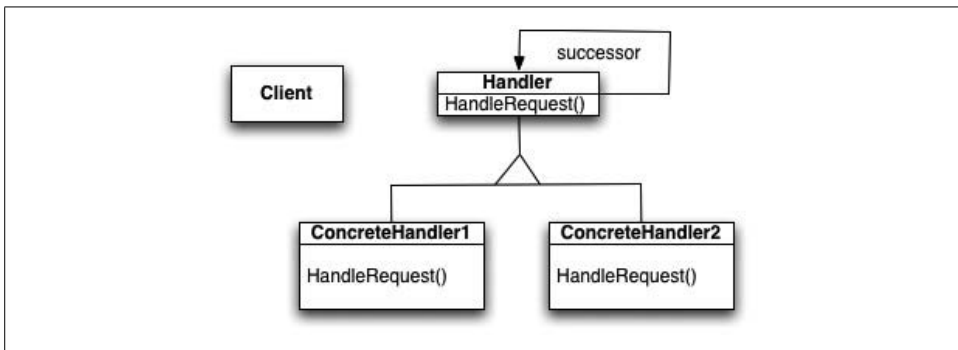 successor
Client
Handler
HandleRequest()
ConcreteHandler1
ConcreteHandler2
HandleRequest()
HandleRequest()